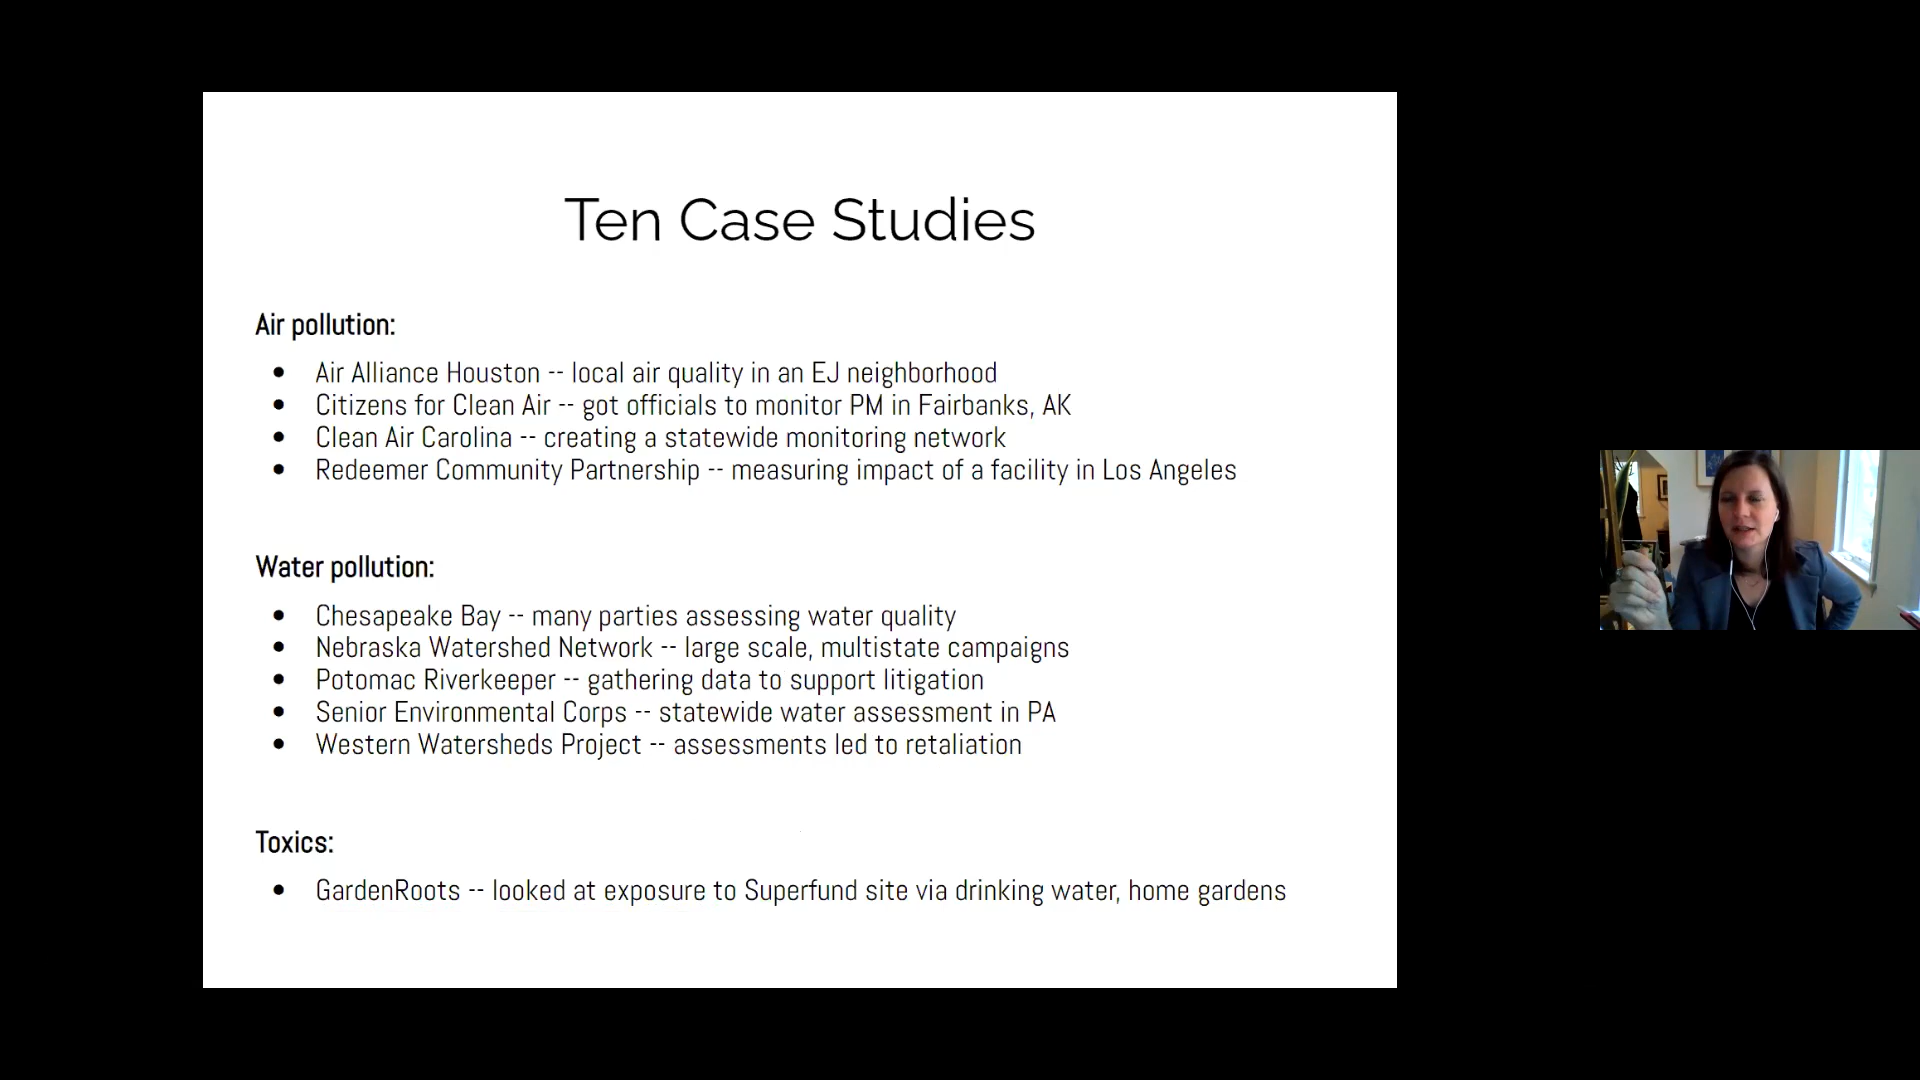 Ten Case Studies
Air pollution:
• Air Alliance Houston -- local air quality in an EJ neighborhood
• Citizens for Clean Air -- got officials to monitor PM in Fairbanks, AK
• Clean Air Carolina -- creating a statewide monitoring network
• Redeemer Community Partnership -- measuring impact of a facility in Los Angeles
Water pollution:
• Chesapeake Bay -- many parties assessing water quality
• Nebraska Watershed Network -- large scale, multistate campaigns
• Potomac Riverkeeper -- gathering data to support litigation
• Senior Environmental Corps -- statewide water assessment in PA
• Western Watersheds Project -- assessments led to retaliation
Toxics:
• GardenRoots -- looked at exposure to Superfund site via drinking water, home gardens